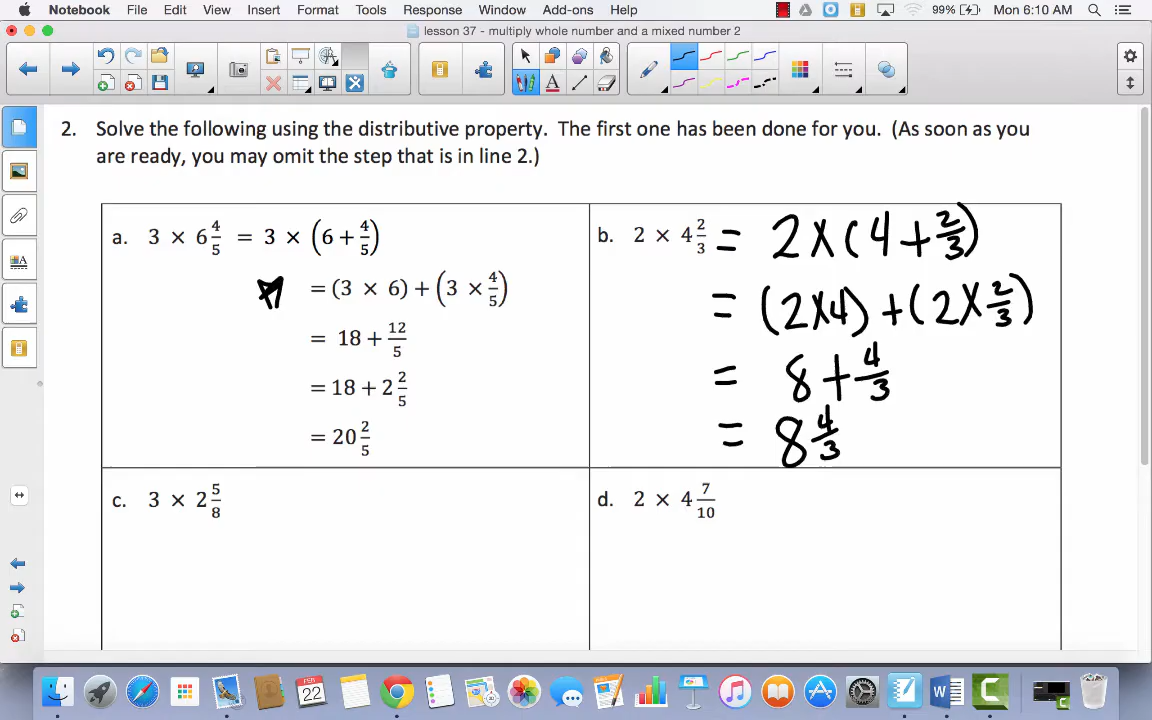 Notebook File Edit View Insert Format Tools Response Window Add-ons Help 99% Mon 6:10 AM
lesson 37 - multiply whole number and a mixed number 2
2. Solve the following using the distributive property. The first one has been done for you. (As soon as you
are ready, you may omit the step that is in line 2.)
a. 3 × 6 4/5 = 3 × (6 + 4/5)
= (3 × 6) + (3 × 4/5)
= 18 + 12/5
= 18 + 2 2/5
= 20 2/5
b. 2 × 4 2/3 = 2 × (4 + 2/3)
= (2×4) + (2 × 2/3)
= 8 + 4/3
= 8 4/3
c. 3 × 2 5/8
d. 2 × 4 7/10
FEB
22